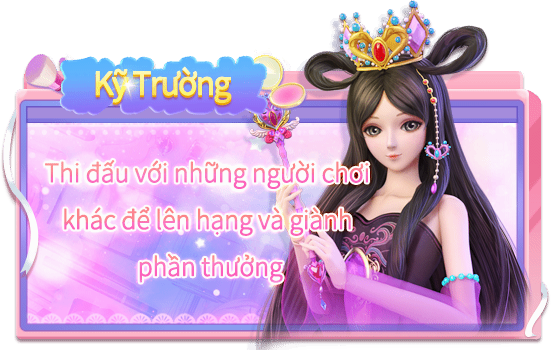 Kỹ Trường
Thi đấu với những người chơi
khác để lên hạng và giành
phần thưởng